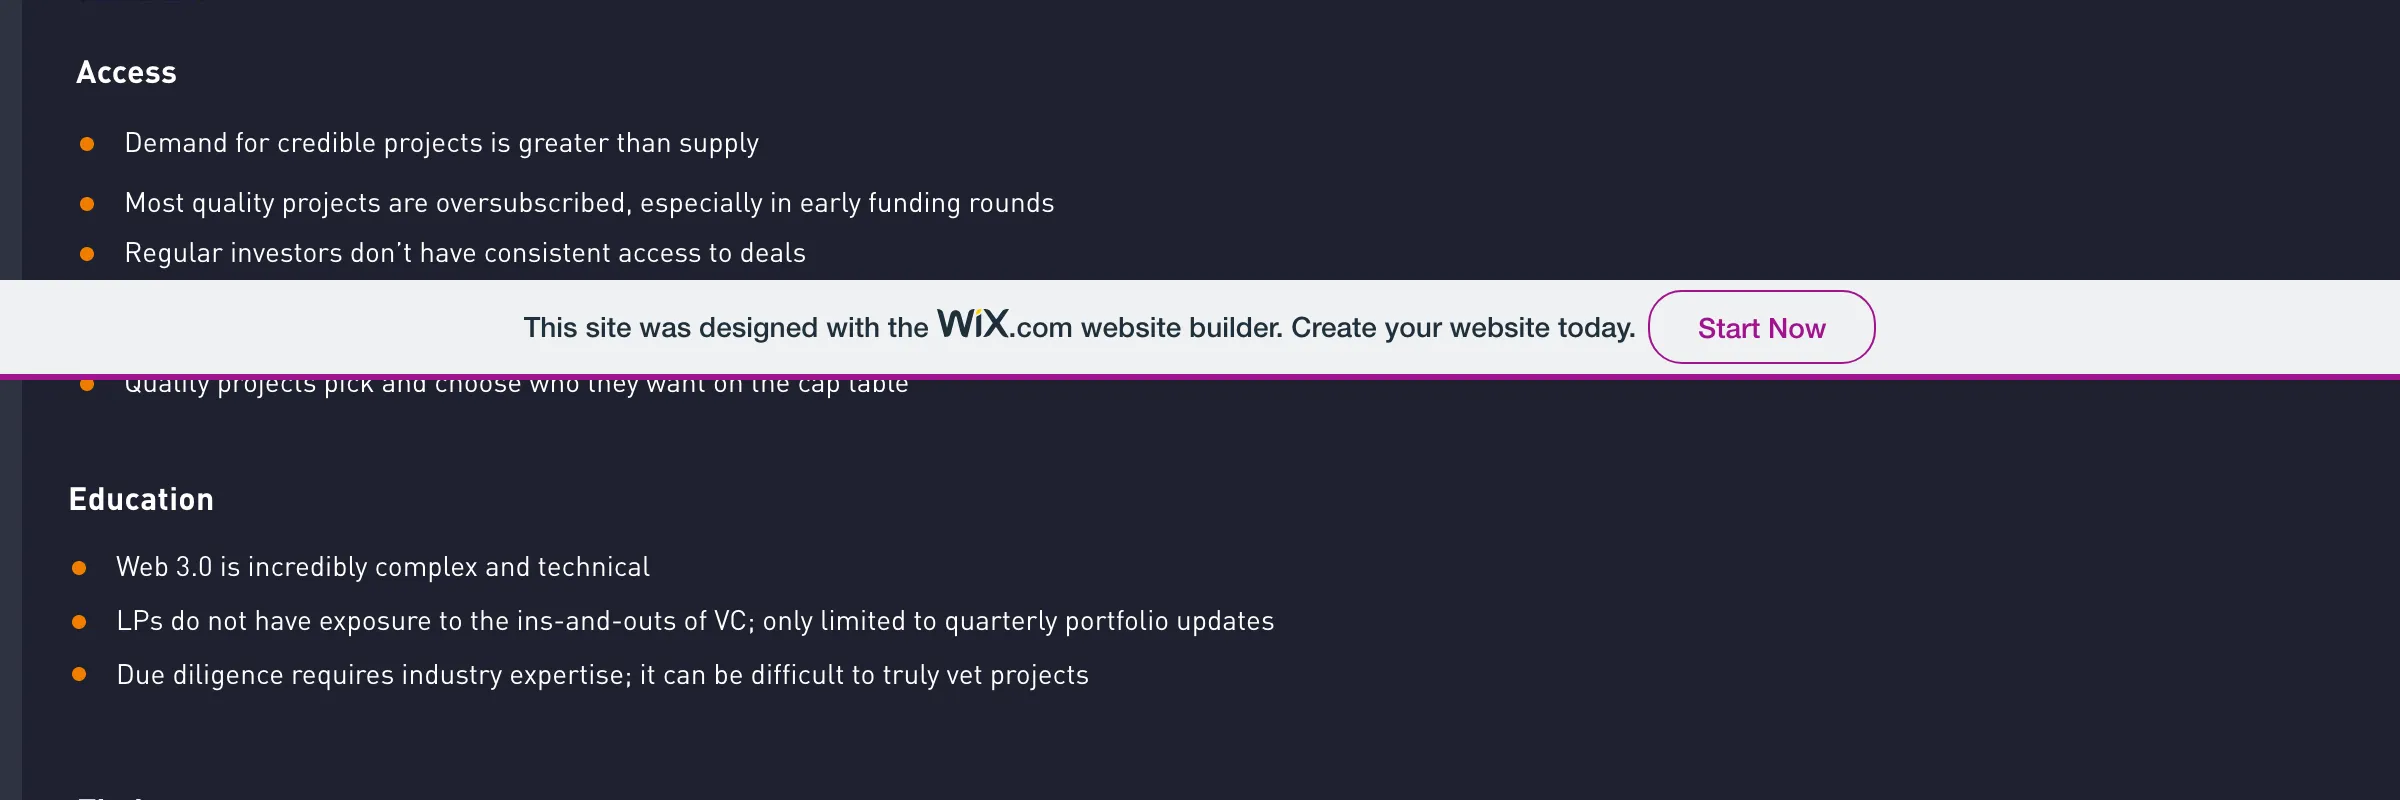 Access
Demand for credible projects is greater than supply
Most quality projects are oversubscribed, especially in early funding rounds
Regular investors don’t have consistent access to deals
This site was designed with the WiX.com website builder. Create your website today. Start Now
Quality projects pick and choose who they want on the cap table
Education
Web 3.0 is incredibly complex and technical
LPs do not have exposure to the ins-and-outs of VC; only limited to quarterly portfolio updates
Due diligence requires industry expertise; it can be difficult to truly vet projects